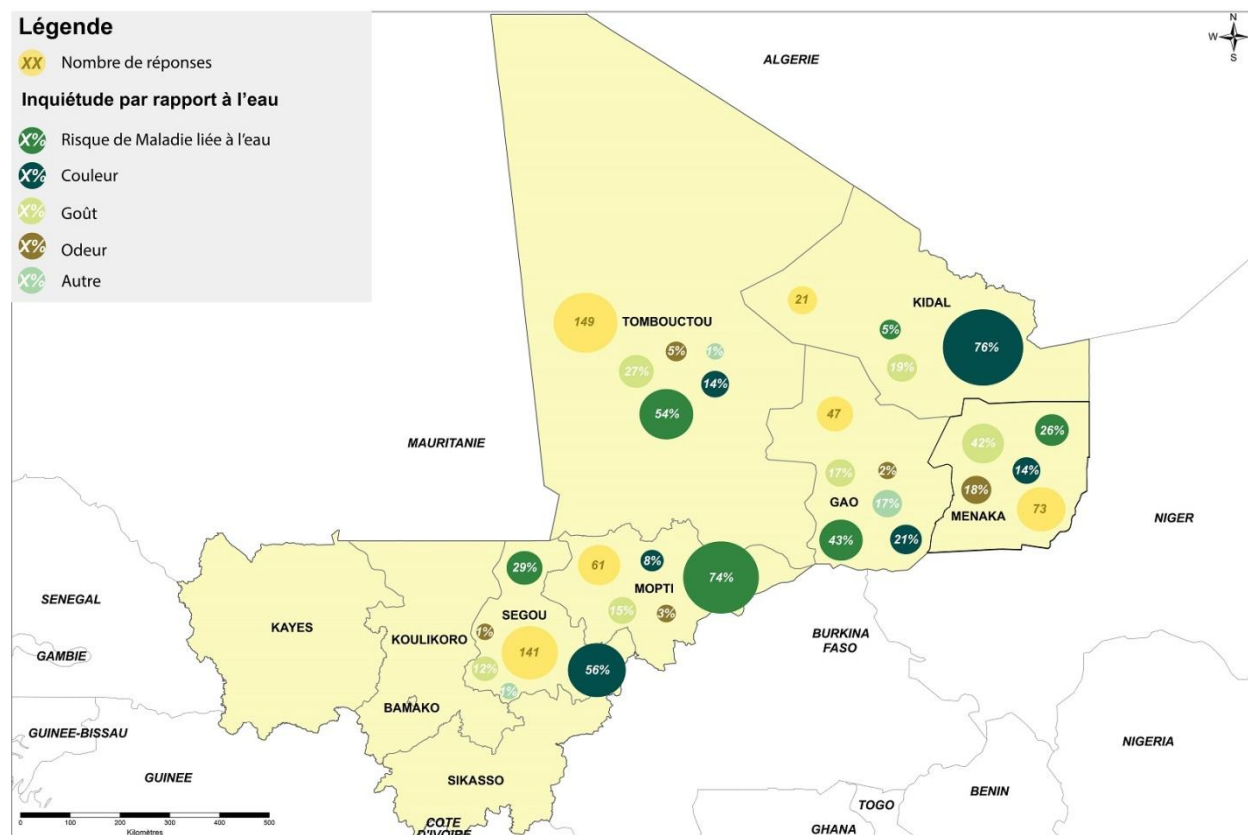 Légende
XX Nombre de réponses
Inquiétude par rapport à l'eau
X% Risque de Maladie liée à l'eau
X% Couleur
X% Goût
X% Odeur
X% Autre
N
W
S
ALGERIE
21
KIDAL
149
TOMBOUCTOU
5%
76%
5%
1%
27%
19%
14%
54%
47
MAURITANIE
42%
26%
17%
2%
14%
18%
GAO
17%
MENAKA
73
NIGER
43%
21%
29%
61
8%
74%
MOPTI
15%
3%
SENEGAL
SEGOU
KAYES
KOULIKORO
1%
141
BURKINA
FASO
GAMBIE
12%
56%
1%
BAMAKO
GUINEE-BISSAU
NIGERIA
GUINEE
SIKASSO
BENIN
TOGO
COTE
D'IVOIRE
GHANA
0 100 200 300 400 500
Kilomètres